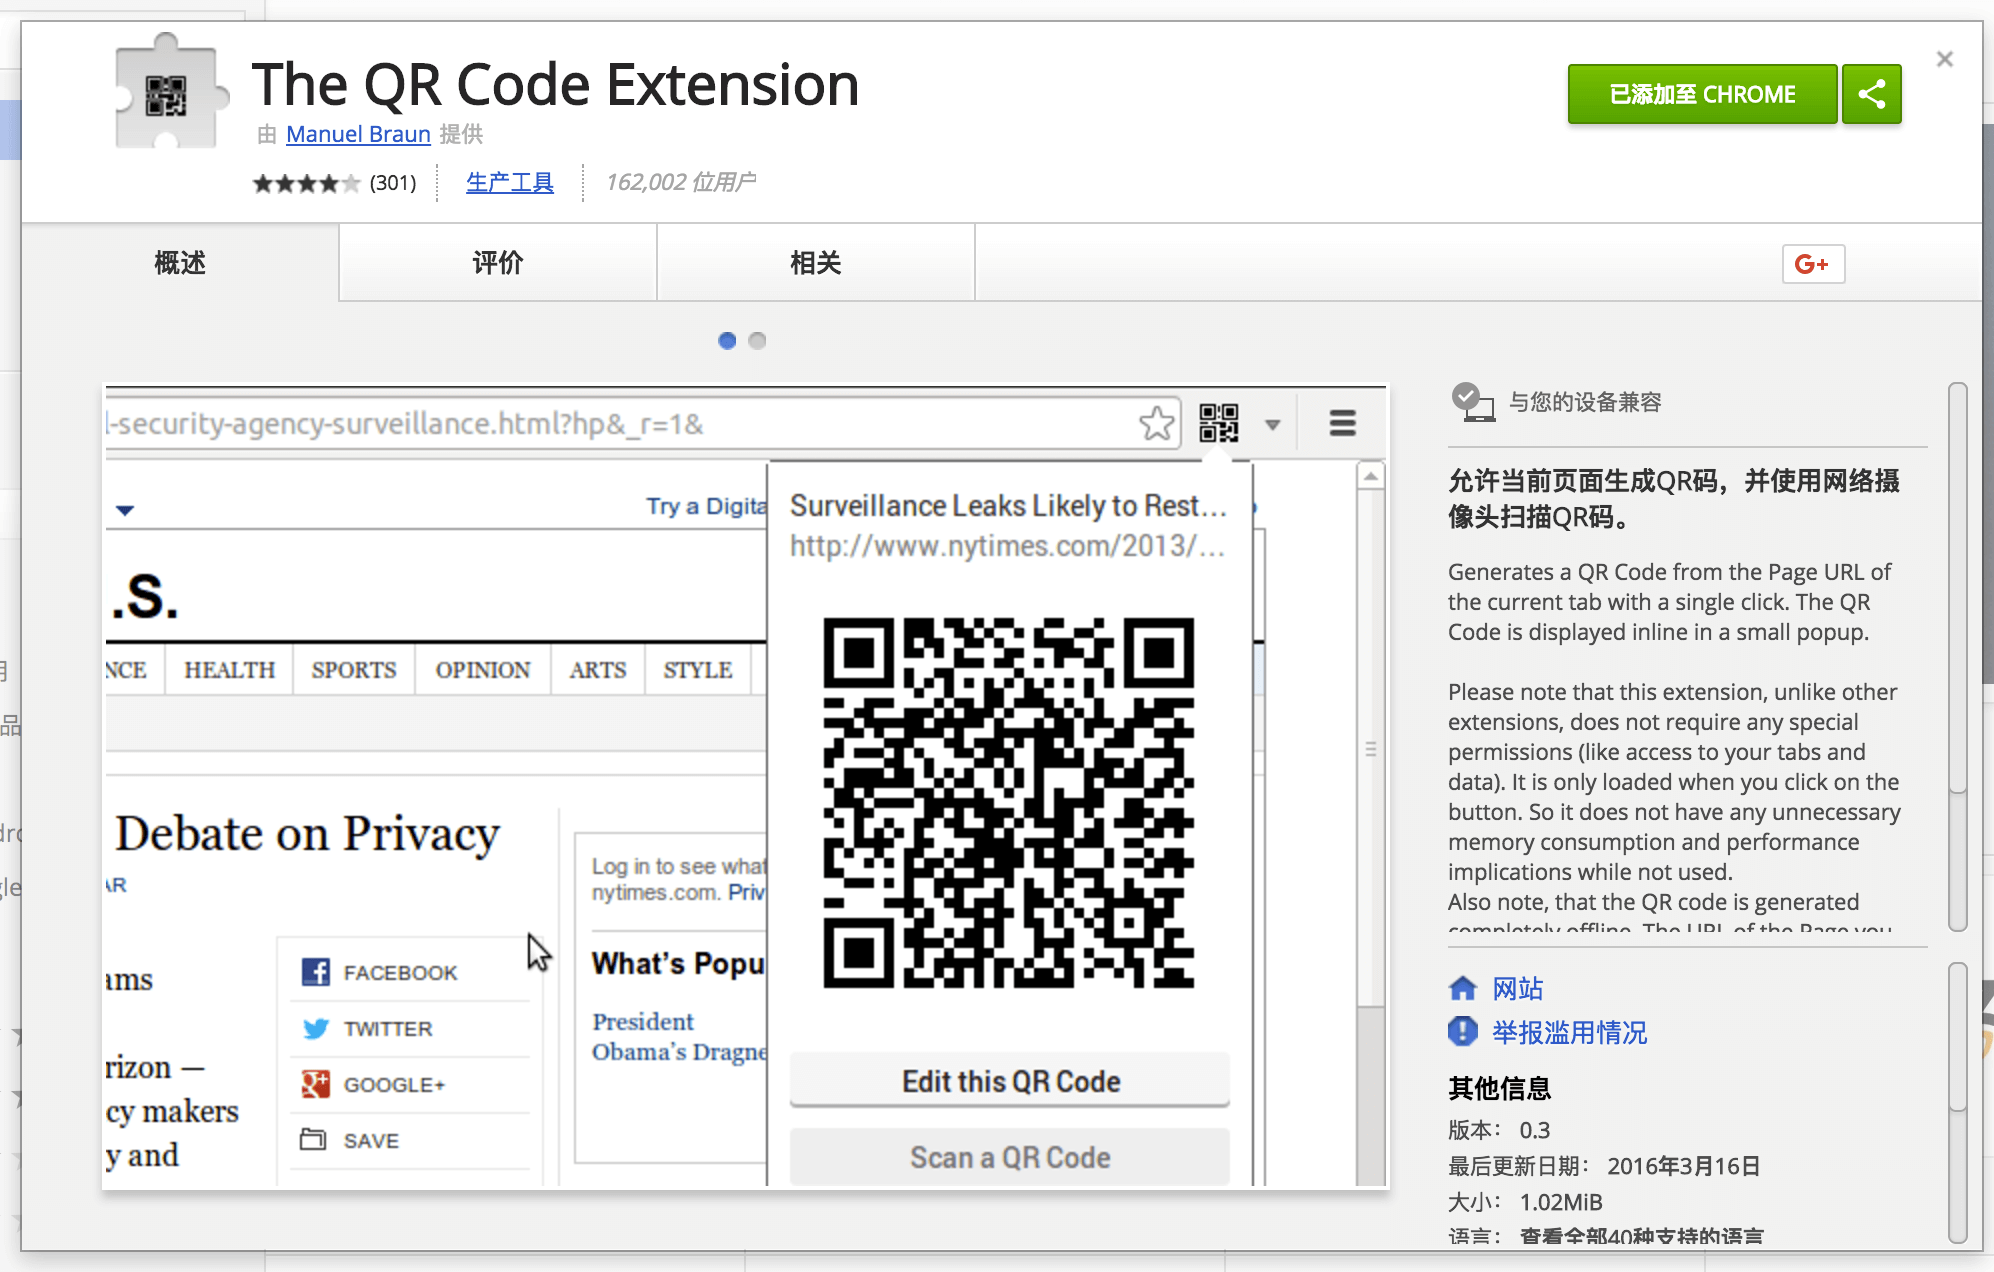 The QR Code Extension
由 Manuel Braun 提供
(301)
生产工具
162,002 位用户
已添加至 CHROME
概述
评价
相关
G+
l-security-agency-surveillance.html?hp&_r=1&
Try a Digita
.S.
NCE
HEALTH
SPORTS
OPINION
ARTS
STYLE
Debate on Privacy
AR
ams
rizon —
cy makers
y and
FACEBOOK
TWITTER
GOOGLE+
SAVE
Log in to see what
nytimes.com. Priv
What's Popu
President
Obama's Dragne
Surveillance Leaks Likely to Rest...
http://www.nytimes.com/2013/...
Edit this QR Code
Scan a QR Code
与您的设备兼容
允许当前页面生成QR码，并使用网络摄
像头扫描QR码。
Generates a QR Code from the Page URL of
the current tab with a single click. The QR
Code is displayed inline in a small popup.
Please note that this extension, unlike other
extensions, does not require any special
permissions (like access to your tabs and
data). It is only loaded when you click on the
button. So it does not have any unnecessary
memory consumption and performance
implications while not used.
Also note, that the QR code is generated
completely offline. The URL of the Page you
网站
举报滥用情况
其他信息
版本： 0.3
最后更新日期： 2016年3月16日
大小： 1.02MiB
语言： 查看全部40种支持的语言